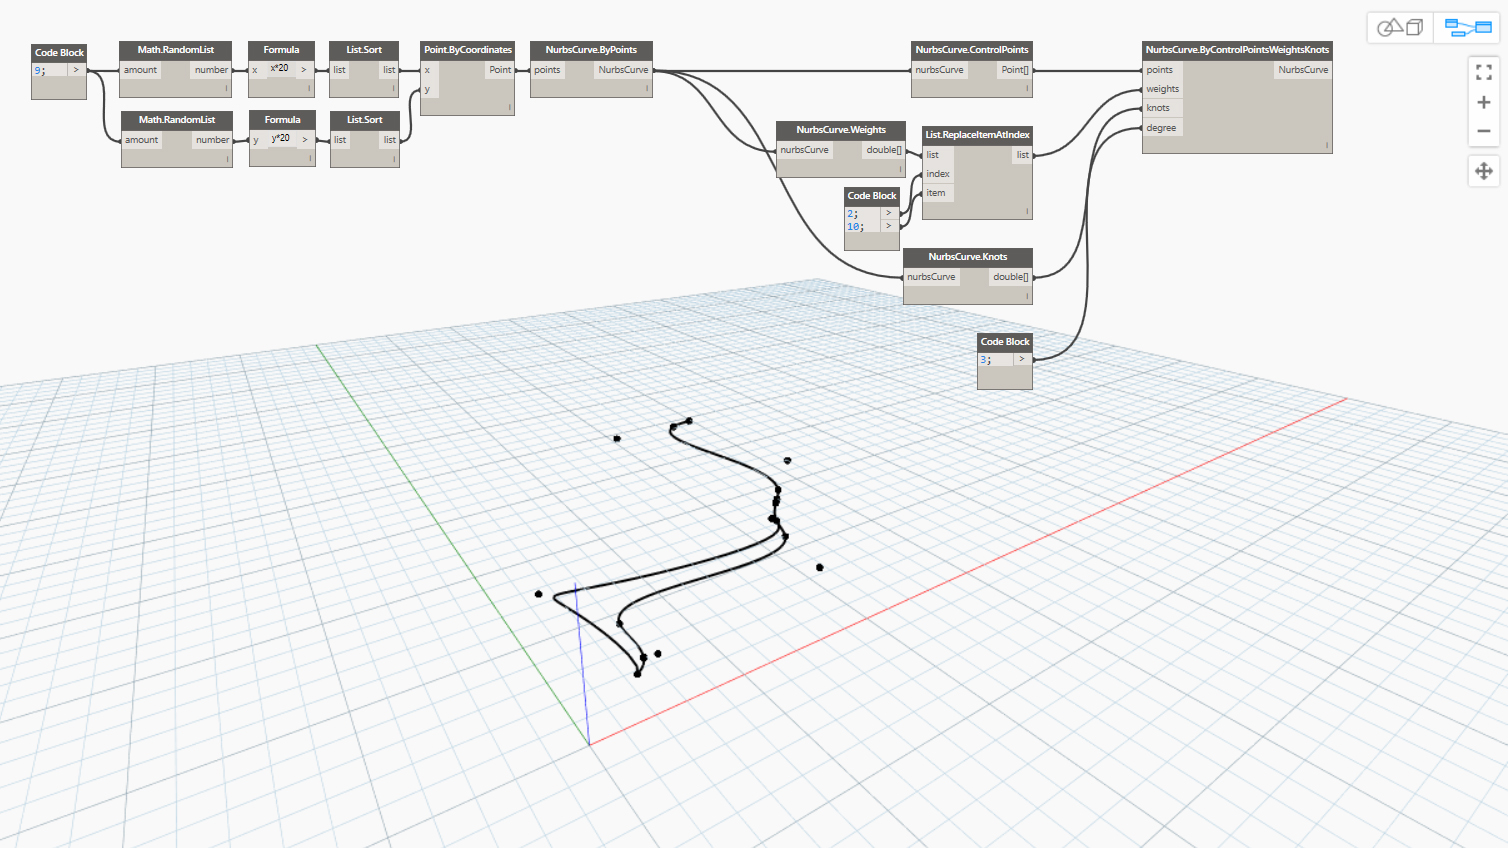 Code Block
9; >
Math.RandomList
amount number
Formula
x x*20 >
List.Sort
list list
Point.ByCoordinates
x Point
y
NurbsCurve.ByPoints
points NurbsCurve
NurbsCurve.ControlPoints
nurbsCurve Point[]
NurbsCurve.ByControlPointsWeightsKnots
points NurbsCurve
weights
knots
degree
Math.RandomList
amount number
Formula
y y*20 >
List.Sort
list list
NurbsCurve.Weights
nurbsCurve double[]
List.ReplaceItemAtIndex
list list
index
item
Code Block
2; >
10; >
NurbsCurve.Knots
nurbsCurve double[]
Code Block
3; >